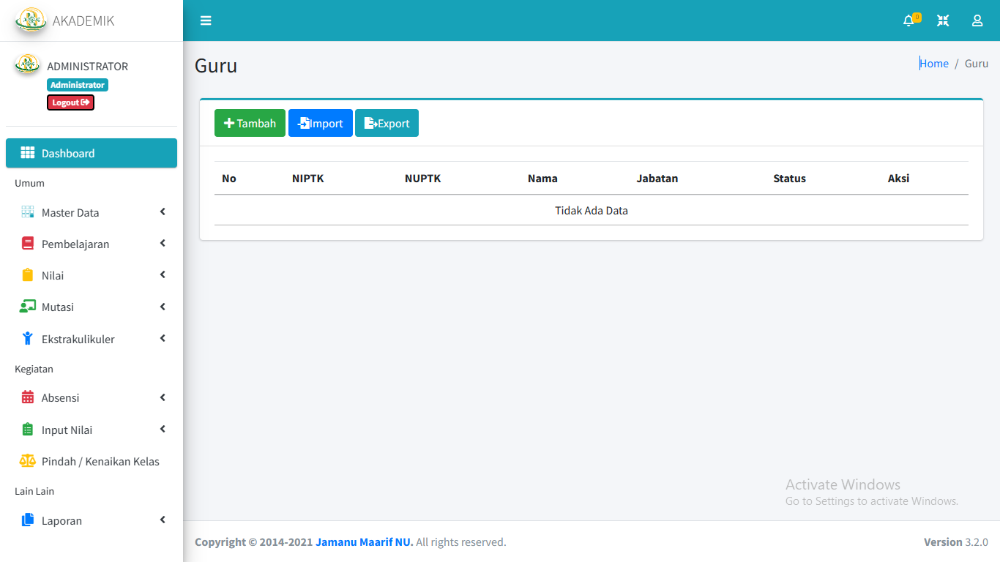 AKADEMIK
0
ADMINISTRATOR
Administrator
Logout
Dashboard
Umum
Master Data
Pembelajaran
Nilai
Mutasi
Ekstrakulikuler
Kegiatan
Absensi
Input Nilai
Pindah / Kenaikan Kelas
Lain Lain
Laporan
Guru
Home / Guru
Tambah Import Export
No NIPTK NUPTK Nama Jabatan Status Aksi
Tidak Ada Data
Activate Windows
Go to Settings to activate Windows.
Copyright © 2014-2021 Jamanu Maarif NU. All rights reserved.
Version 3.2.0